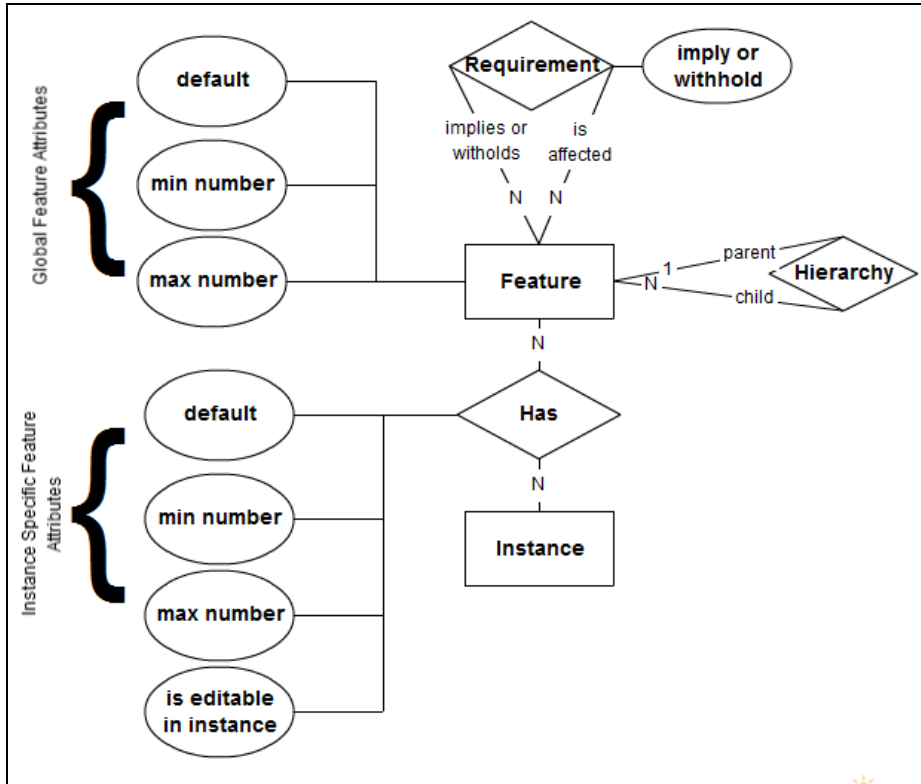 Global Feature Attributes
default
min number
max number
Requirement
imply or
withhold
implies or
witholds
is
affected
N
N
Feature
1
parent
Hierarchy
N
child
N
Has
N
Instance
Instance Specific Feature
Attributes
default
min number
max number
is editable
in instance